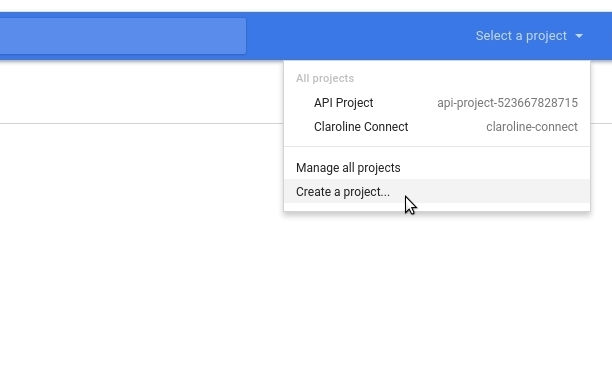 Select a project
All projects
API Project api-project-523667828715
Claroline Connect claroline-connect
Manage all projects
Create a project...